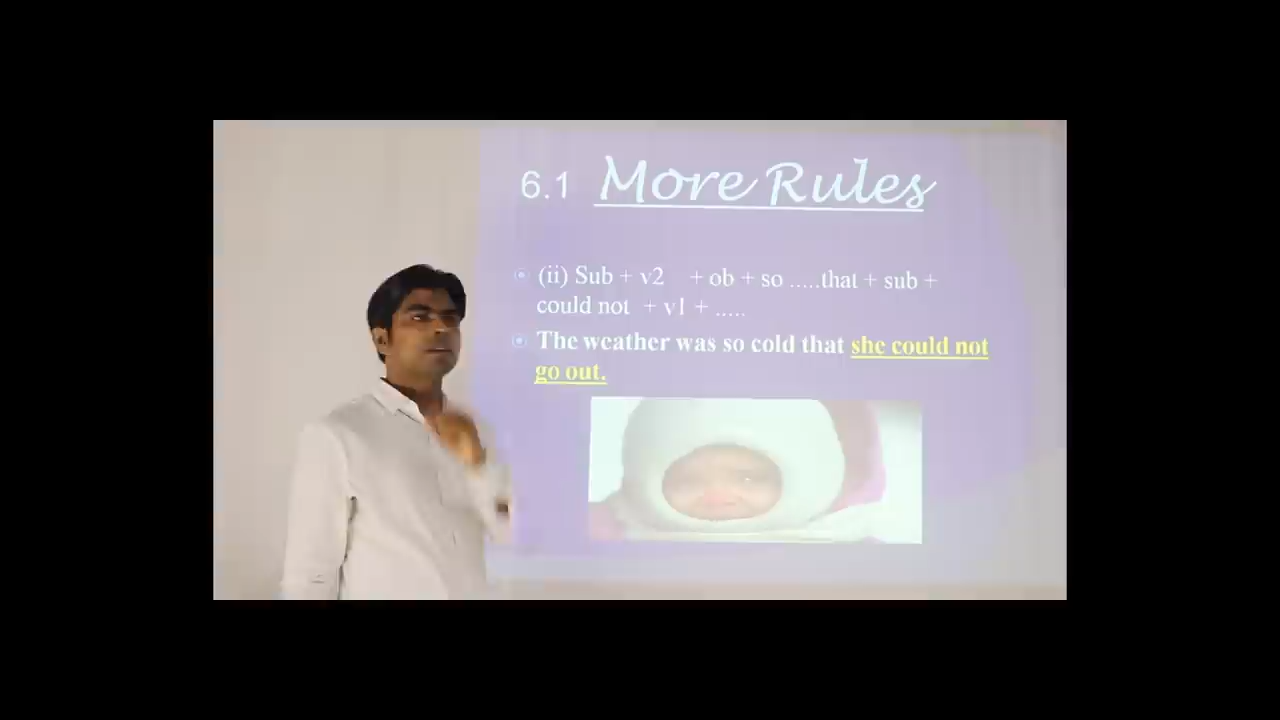 6.1 More Rules
(ii) Sub + v2 + ob + so .....that + sub +
could not + v1 + .....
The weather was so cold that she could not
go out.